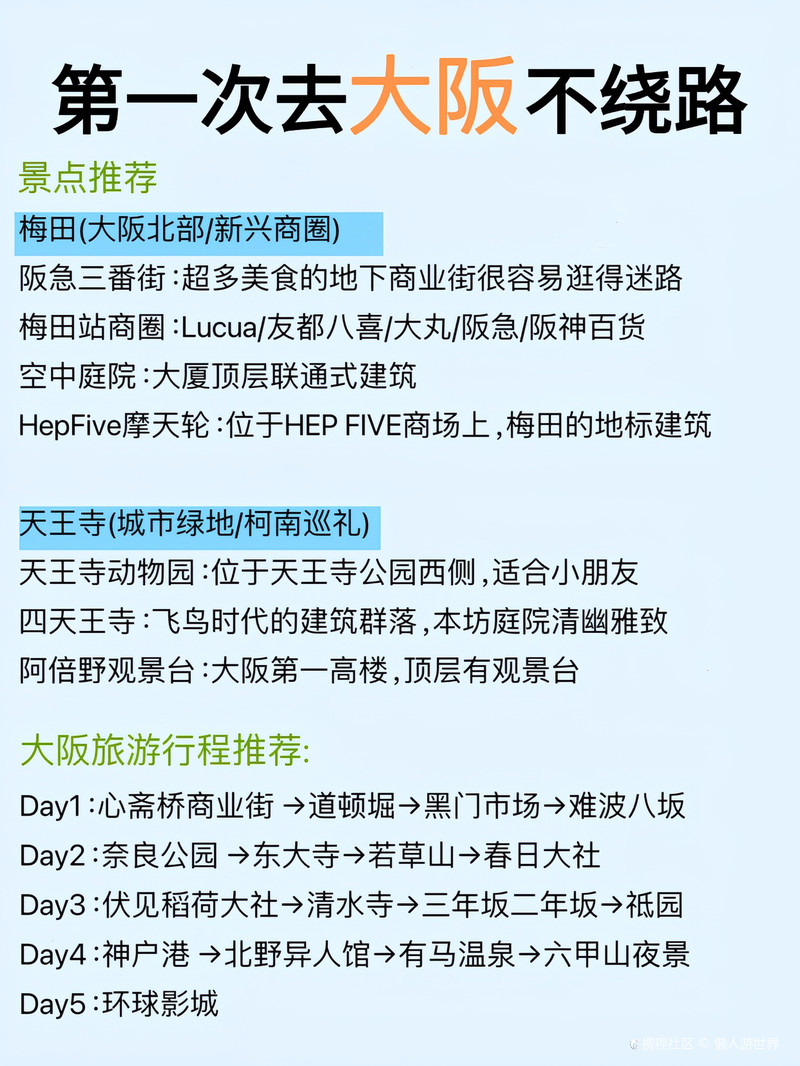 第一次去大阪不绕路
景点推荐
梅田(大阪北部/新兴商圈)
阪急三番街:超多美食的地下商业街很容易逛得迷路
梅田站商圈:Lucua/友都八喜/大丸/阪急/阪神百货
空中庭院:大厦顶层联通式建筑
HepFive摩天轮:位于HEP FIVE商场上,梅田的地标建筑
天王寺(城市绿地/柯南巡礼)
天王寺动物园:位于天王寺公园西侧,适合小朋友
四天王寺:飞鸟时代的建筑群落,本坊庭院清幽雅致
阿倍野观景台:大阪第一高楼,顶层有观景台
大阪旅游行程推荐:
Day1:心斋桥商业街 →道顿堀→黑门市场→难波八坂
Day2:奈良公园 →东大寺→若草山→春日大社
Day3:伏见稻荷大社→清水寺→三年坂二年坂→祗园
Day4:神户港 →北野异人馆→有马温泉→六甲山夜景
Day5:环球影城
社区 © 懒人游世界